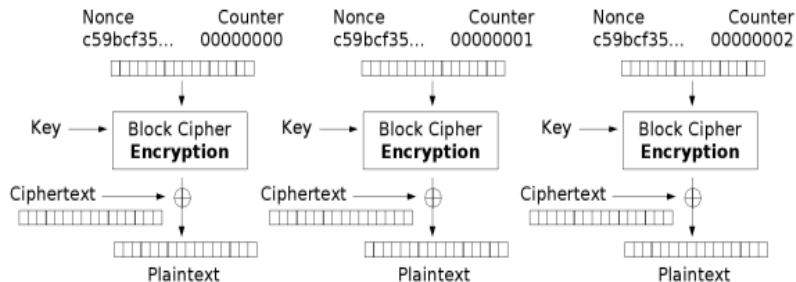 Nonce Counter
c59bcf35... 00000000
Key
Block Cipher
Encryption
Ciphertext
Plaintext
Nonce Counter
c59bcf35... 00000001
Key
Block Cipher
Encryption
Ciphertext
Plaintext
Nonce Counter
c59bcf35... 00000002
Key
Block Cipher
Encryption
Ciphertext
Plaintext